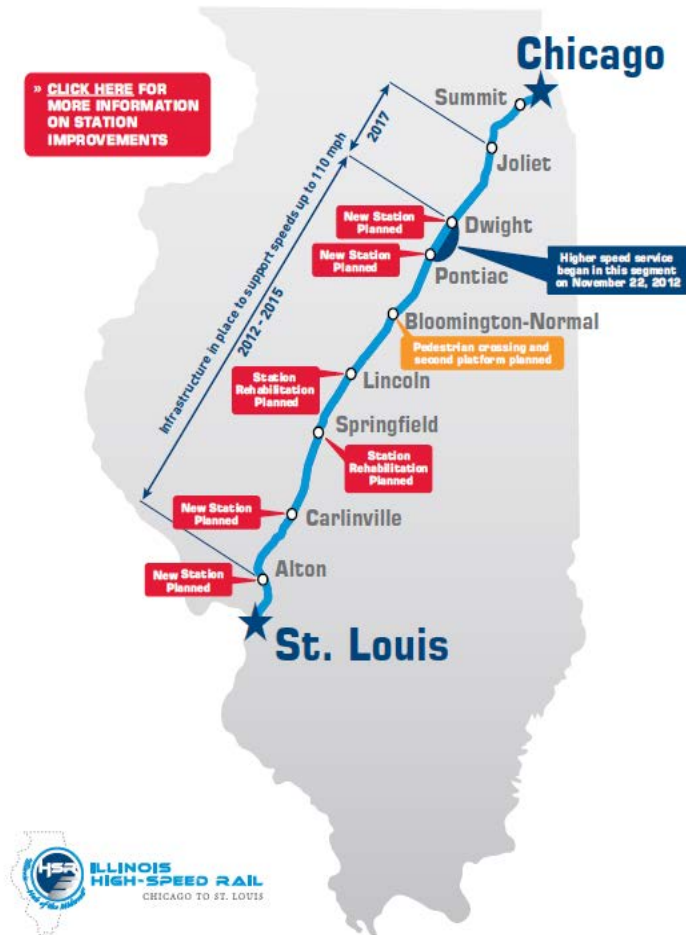 Chicago
» CLICK HERE FOR
MORE INFORMATION
ON STATION
IMPROVEMENTS
Summit
2017
Joliet
Infrastructure in place to support speeds up to 110 mph
2012 - 2015
New Station
Planned
Dwight
New Station
Planned
Pontiac
Higher speed service
began in this segment
on November 22, 2012
Bloomington-Normal
Pedestrian crossing and
second platform planned
Station
Rehabilitation
Planned
Lincoln
Springfield
Station
Rehabilitation
Planned
New Station
Planned
Carlinville
New Station
Planned
Alton
St. Louis
HSR
ILLINOIS
HIGH-SPEED RAIL
CHICAGO TO ST. LOUIS